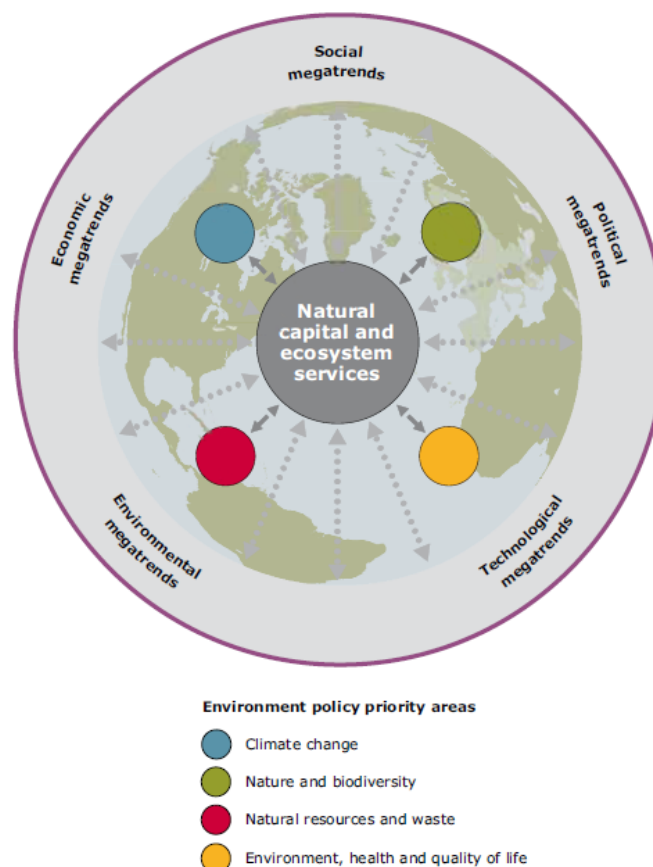 Social
megatrends
Economic
megatrends
Political
megatrends
Natural
capital and
ecosystem
services
Environmental
megatrends
Technological
megatrends
Environment policy priority areas
Climate change
Nature and biodiversity
Natural resources and waste
Environment, health and quality of life